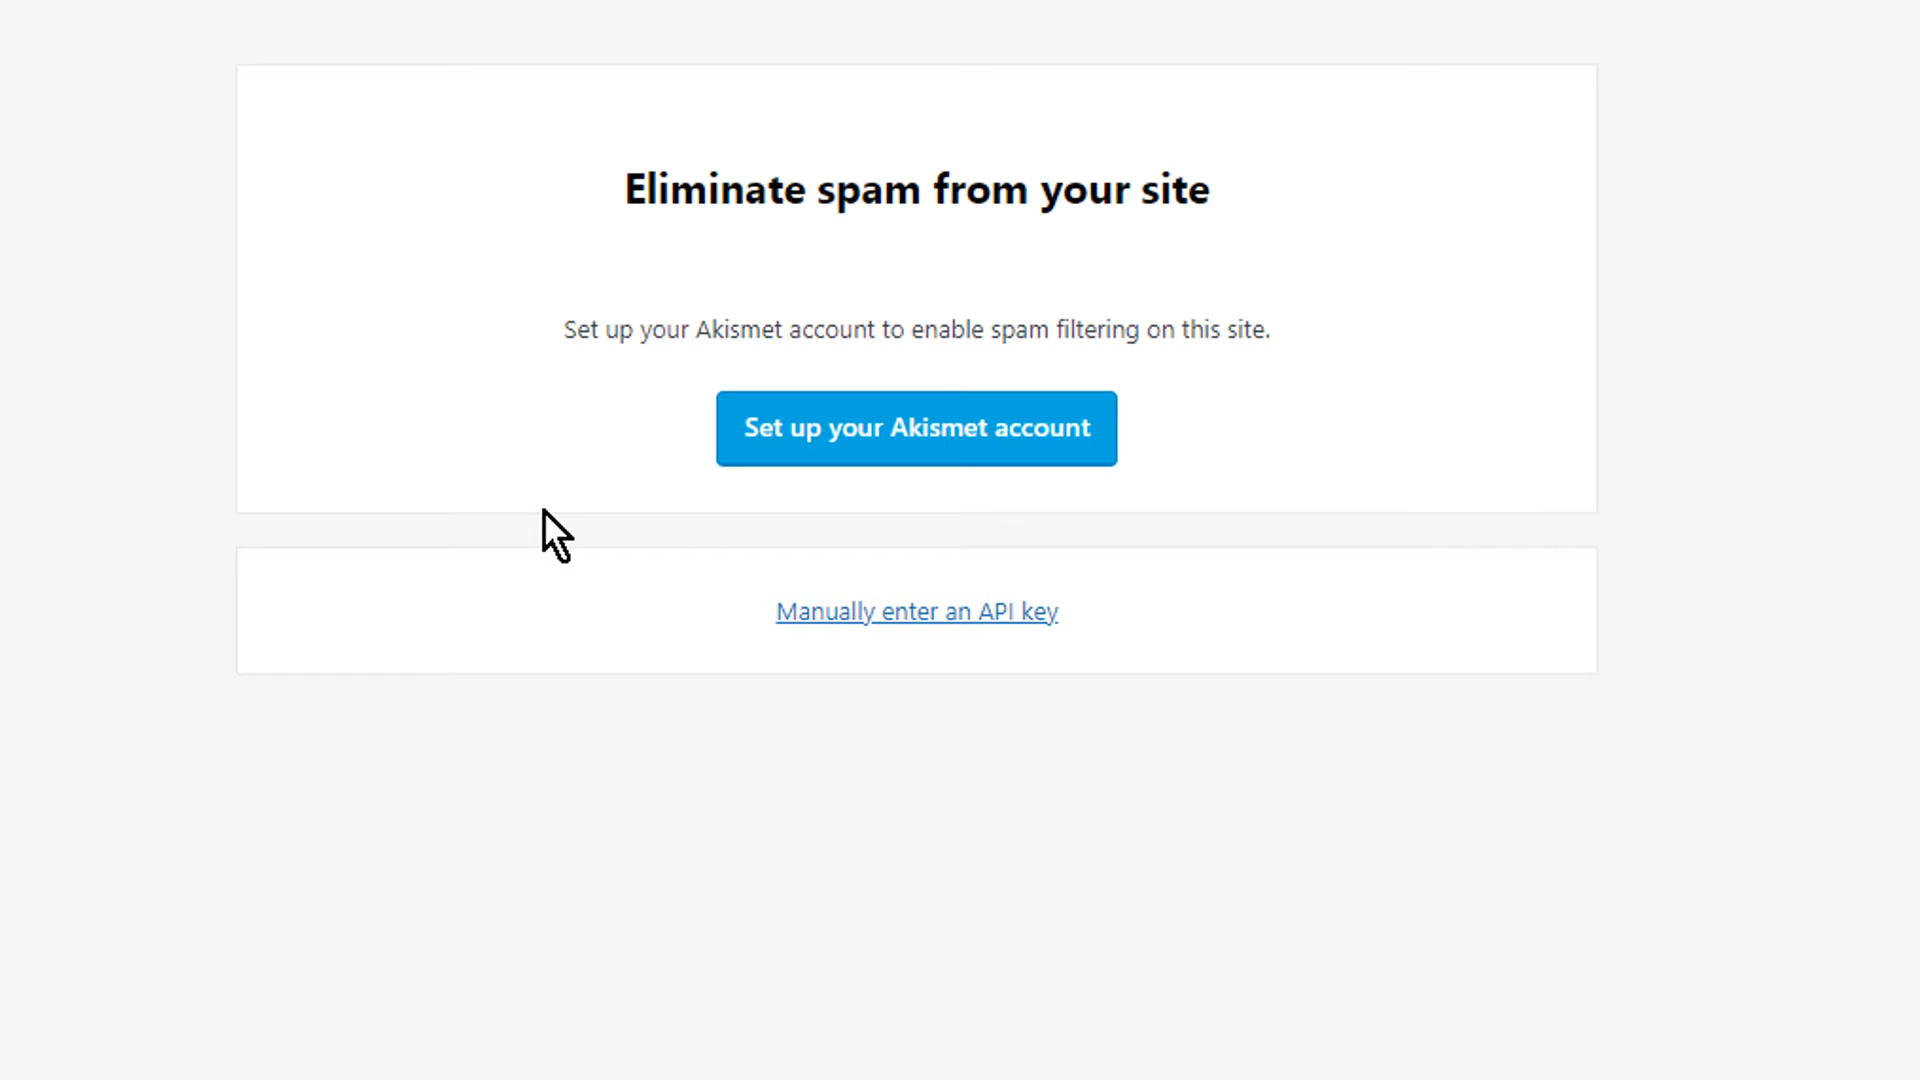 Eliminate spam from your site
Set up your Akismet account to enable spam filtering on this site.
Set up your Akismet account
Manually enter an API key